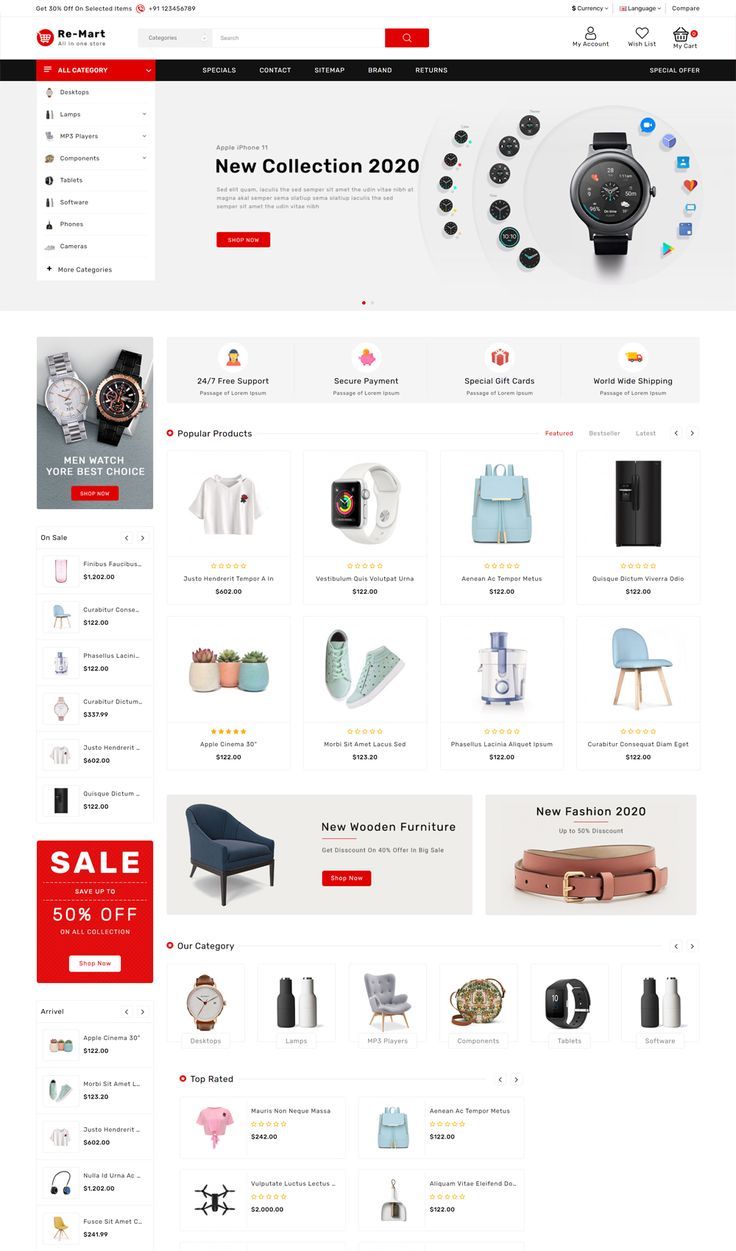 Get 30% Off On Selected Items
+91 123456789
$ Currency
Language
Compare
Re-Mart
All in one store
Categories
Search
My Account
Wish List
0
My Cart
ALL CATEGORY
SPECIALS
CONTACT
SITEMAP
BRAND
RETURNS
SPECIAL OFFER
Desktops
Lamps
MP3 Players
Components
Tablets
Software
Phones
Cameras
+ More Categories
Apple iPhone 11
New Collection 2020
Sed elit quam, iaculis the sed semper sit amet the udin vitae nibh at
magna akal semper sema olatiup sema olatiup iaculis the sed
semper sit amet the udin vitae nibh
SHOP NOW
MEN WATCH
YORE BEST CHOICE
SHOP NOW
24/7 Free Support
Passage of Lorem Ipsum
Secure Payment
Passage of Lorem Ipsum
Special Gift Cards
Passage of Lorem Ipsum
World Wide Shipping
Passage of Lorem Ipsum
Popular Products
Featured
Bestseller
Latest
Justo Hendrerit Tempor A In
$602.00
Vestibulum Quis Volutpat Urna
$122.00
Aenean Ac Tempor Metus
$122.00
Quisque Dictum Viverra Odio
$122.00
Apple Cinema 30"
$122.00
Morbi Sit Amet Lacus Sed
$123.20
Phasellus Lacinia Aliquet Ipsum
$122.00
Curabitur Consequat Diam Eget
$122.00
On Sale
Finibus Faucibus...
$1,202.00
Curabitur Conse...
$122.00
Phasellus Lacini...
$122.00
Curabitur Dictum...
$337.99
Justo Hendrerit ...
$602.00
Quisque Dictum ...
$122.00
New Wooden Furniture
Get Disscount On 40% Offer In Big Sale
Shop Now
New Fashion 2020
Up to 50% Disscount
SALE
SAVE UP TO
50% OFF
ON ALL COLLECTION
Shop Now
Our Category
Desktops
Lamps
MP3 Players
Components
Tablets
Software
Arrivel
Apple Cinema 30"
$122.00
Morbi Sit Amet L...
$123.20
Justo Hendrerit ...
$602.00
Nulla Id Urna Ac ...
$1,202.00
Fusce Sit Amet C...
$241.99
Top Rated
Mauris Non Neque Massa
$242.00
Aenean Ac Tempor Metus
$122.00
Vulputate Luctus Lectus ...
$2,000.00
Aliquam Vitae Eleifend Do...
$122.00